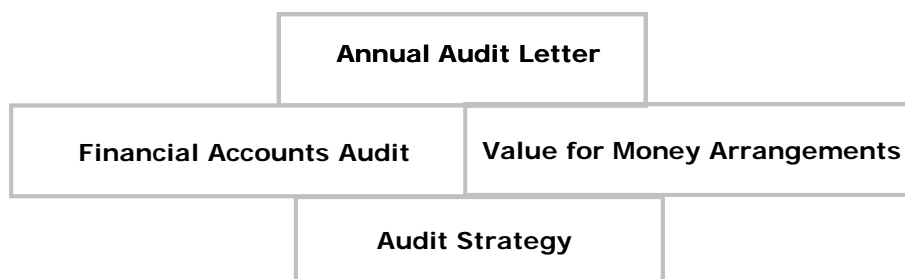 Annual Audit Letter
Financial Accounts Audit
Value for Money Arrangements
Audit Strategy